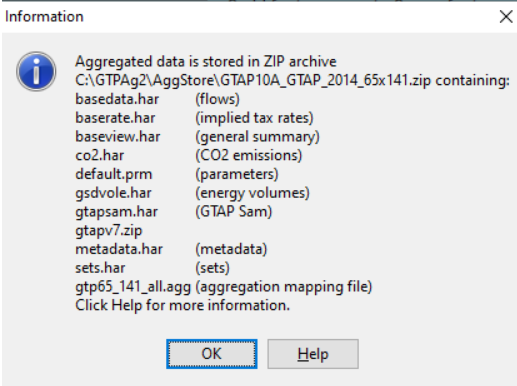 Information
Aggregated data is stored in ZIP archive
C:\GTPAg2\AggStore\GTAP10A_GTAP_2014_65x141.zip containing:
basedata.har (flows)
baserate.har (implied tax rates)
baseview.har (general summary)
co2.har (CO2 emissions)
default.prm (parameters)
gsdvole.har (energy volumes)
gtapsam.har (GTAP Sam)
gtapv7.zip
metadata.har (metadata)
sets.har (sets)
gtp65_141_all.agg (aggregation mapping file)
Click Help for more information.
OK Help